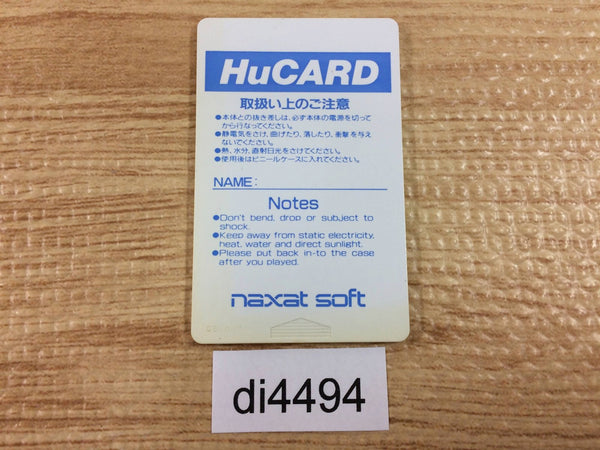 HuCARD
取扱い上のご注意
●本体との抜き差しは、必ず本体の電源を切って
から行なってください。
●静電気をさけ、曲げたり、落したり、衝撃を与え
ないでください。
●熱、水分、直射日光をさけてください。
●使用後はビニールケースに入れてください。
NAME:
Notes
●Don't bend, drop or subject to
shock.
●Keep away from static electricity,
heat, water and direct sunlight.
●Please put back in-to the case
after you played.
naxat soft
di4494